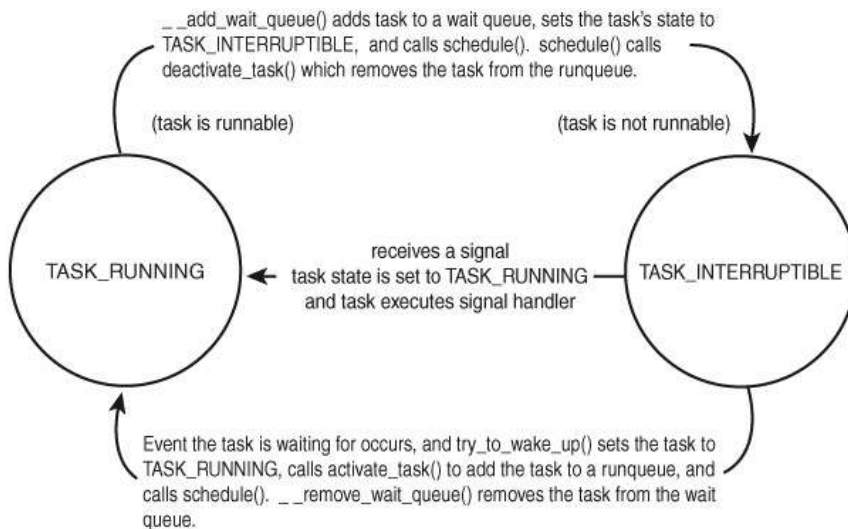 _ _add_wait_queue() adds task to a wait queue, sets the task's state to
TASK_INTERRUPTIBLE, and calls schedule(). schedule() calls
deactivate_task() which removes the task from the runqueue.
(task is runnable)
(task is not runnable)
TASK_RUNNING
receives a signal
task state is set to TASK_RUNNING
and task executes signal handler
TASK_INTERRUPTIBLE
Event the task is waiting for occurs, and try_to_wake_up() sets the task to
TASK_RUNNING, calls activate_task() to add the task to a runqueue, and
calls schedule(). _ _remove_wait_queue() removes the task from the wait
queue.